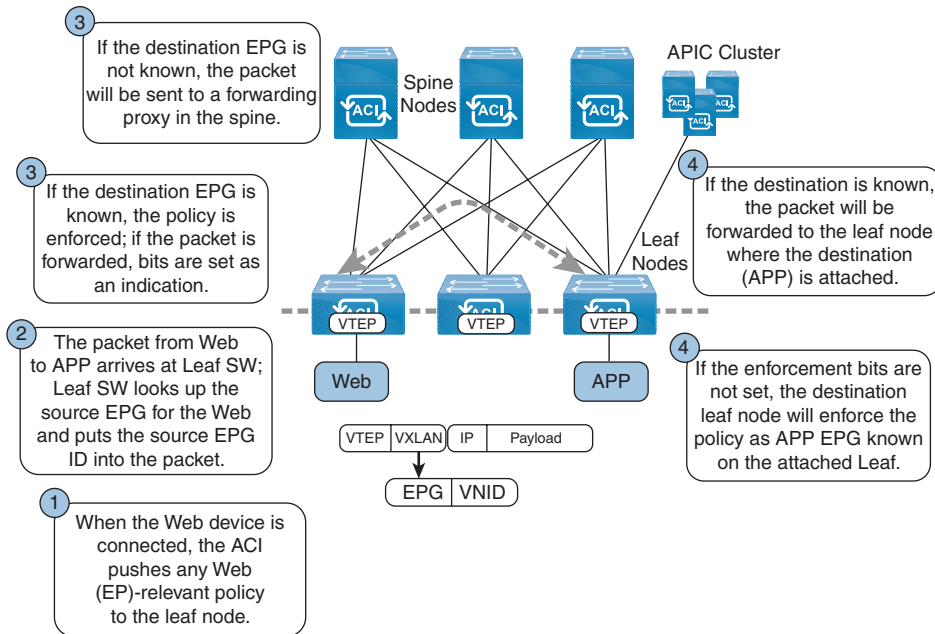 3
If the destination EPG is
not known, the packet
will be sent to a forwarding
proxy in the spine.
Spine
Nodes
APIC Cluster
ACI
ACI
ACI
ACI
ACI
ACI
3
If the destination EPG is
known, the policy is
enforced; if the packet is
forwarded, bits are set as
an indication.
4
If the destination is known,
the packet will be
forwarded to the leaf node
where the destination
(APP) is attached.
Leaf
Nodes
ACI
ACI
ACI
VTEP
VTEP
VTEP
2
The packet from Web
to APP arrives at Leaf SW;
Leaf SW looks up the
source EPG for the Web
and puts the source EPG
ID into the packet.
Web
APP
4
If the enforcement bits are
not set, the destination
leaf node will enforce the
policy as APP EPG known
on the attached Leaf.
VTEP VXLAN IP Payload
EPG VNID
1
When the Web device is
connected, the ACI
pushes any Web
(EP)-relevant policy
to the leaf node.